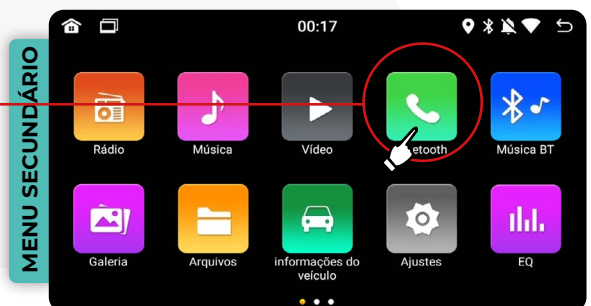 00:17
MENU SECUNDÁRIO
Rádio
Música
Vídeo
etooth
Música BT
Galeria
Arquivos
informações do
veículo
Ajustes
EQ